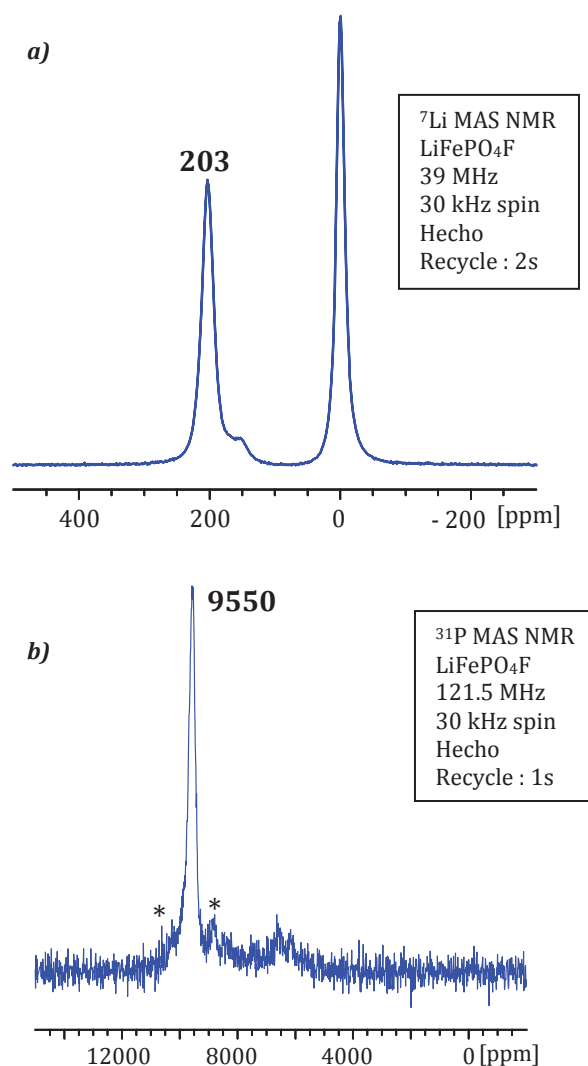 a)
203
⁷Li MAS NMR
LiFePO₄F
39 MHz
30 kHz spin
Hecho
Recycle : 2s
400 200 0 - 200 [ppm]
b)
9550
³¹P MAS NMR
LiFePO₄F
121.5 MHz
30 kHz spin
Hecho
Recycle : 1s
* *
12000 8000 4000 0 [ppm]